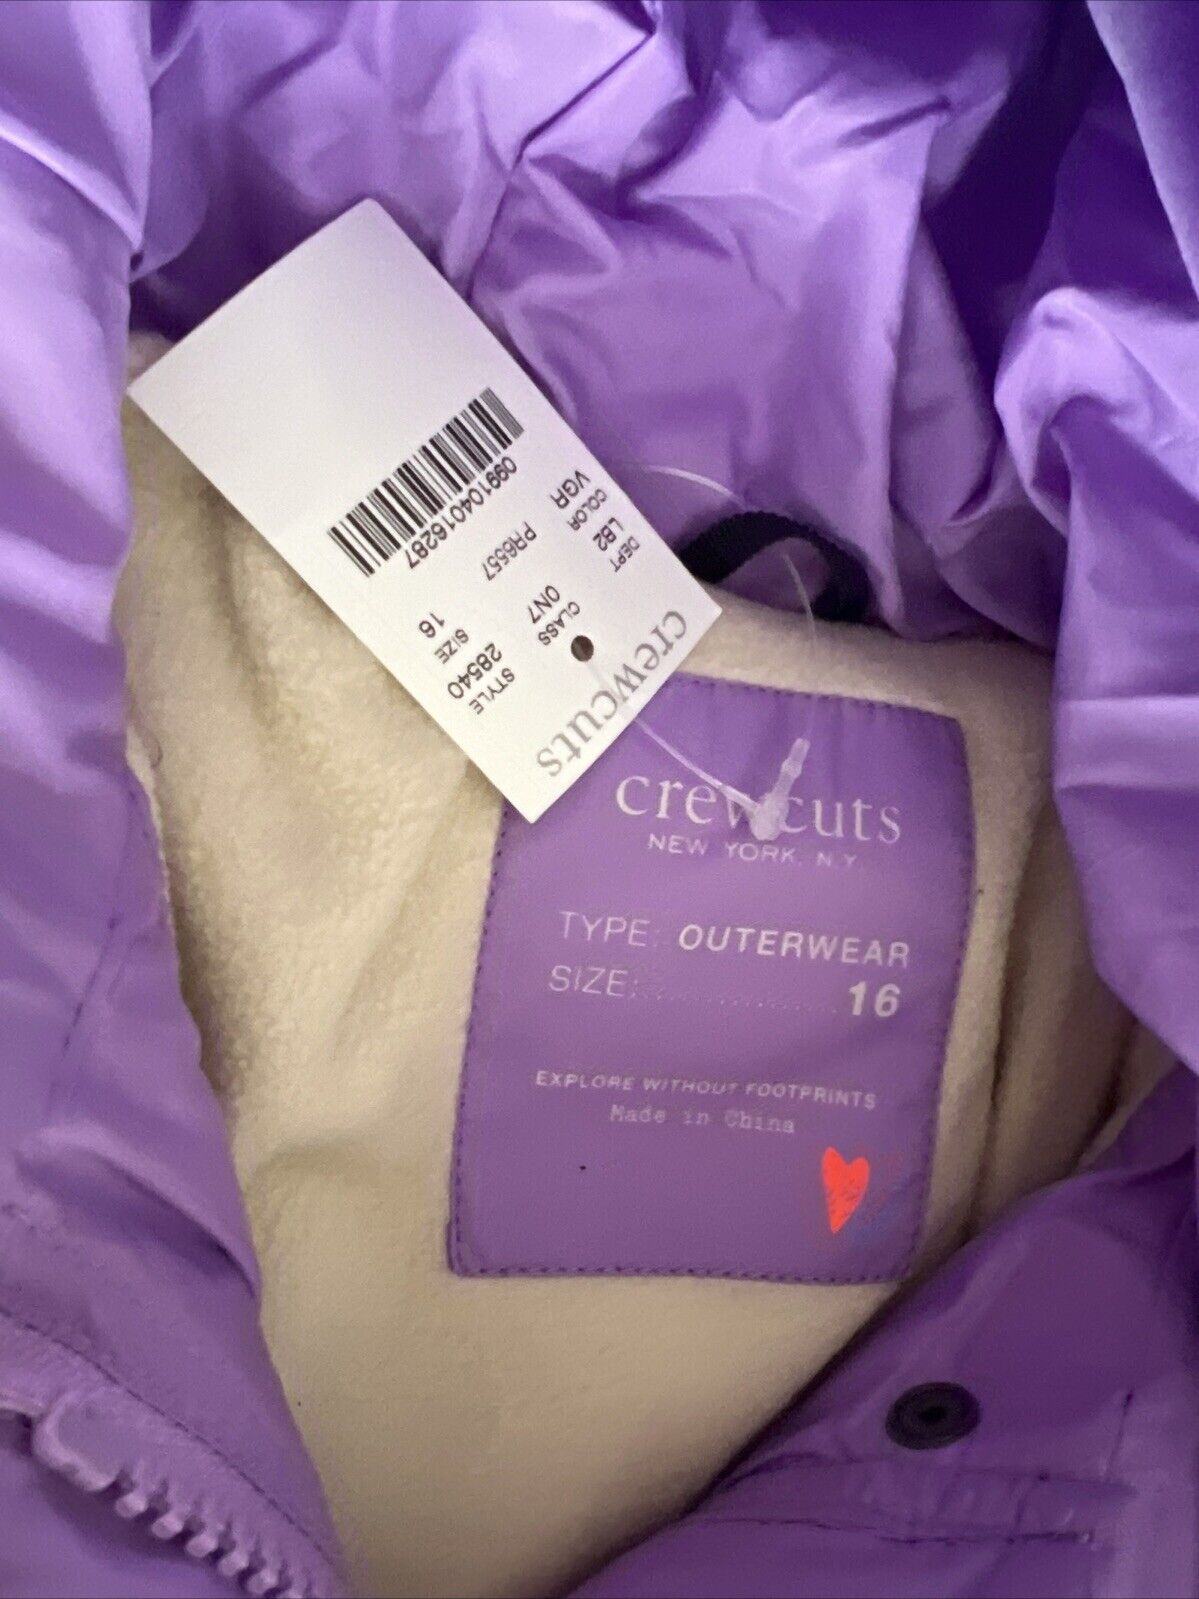 crewcuts
DEPT
LB2
COLOR
VGR
CLASS
0N7
PR6557
STYLE
28540
SIZE
16
099104016287
crewcuts
NEW YORK, N.Y.
TYPE: OUTERWEAR
SIZE:..................16
EXPLORE WITHOUT FOOTPRINTS
Made in China